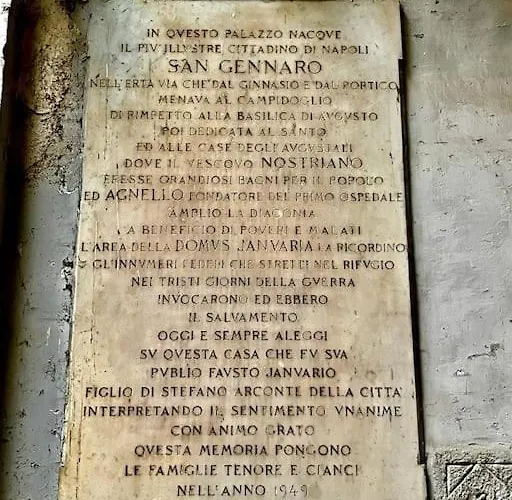 IN QVESTO PALAZZO NACQVE
IL PIV' ILLVSTRE CITTADINO DI NAPOLI
SAN GENNARO
NELL'ERTA VIA CHE DAL GINNASIO E DAL PORTICO
MENAVA AL CAMPIDOGLIO
DI RIMPETTO ALLA BASILICA DI AVGVSTO
POI DEDICATA AL SANTO
ED ALLE CASE DEGLI AVGVSTALI
DOVE IL VESCOVO NOSTRIANO
ERESSE GRANDIOSI BAGNI PER IL POPOLO
ED AGNELLO FONDATORE DEL PRIMO OSPEDALE
AMPLIO LA DIACONIA
A BENEFICIO DI POVERI E MALATI
L'AREA DELLA DOMVS JANVARIA LA RICORDINO
GL'INNVMERI FEDELI CHE STRETTI NEL RIFVGIO
NEI TRISTI GIORNI DELLA GVERRA
INVOCARONO ED EBBERO
IL SALVAMENTO
OGGI E SEMPRE ALEGGI
SV QVESTA CASA CHE FV SVA
PVBLIO FAVSTO JANVARIO
FIGLIO DI STEFANO ARCONTE DELLA CITTA'
INTERPRETANDO IL SENTIMENTO VNANIME
CON ANIMO GRATO
QVESTA MEMORIA PONGONO
LE FAMIGLIE TENORE E CIANCI
NELL'ANNO 1949